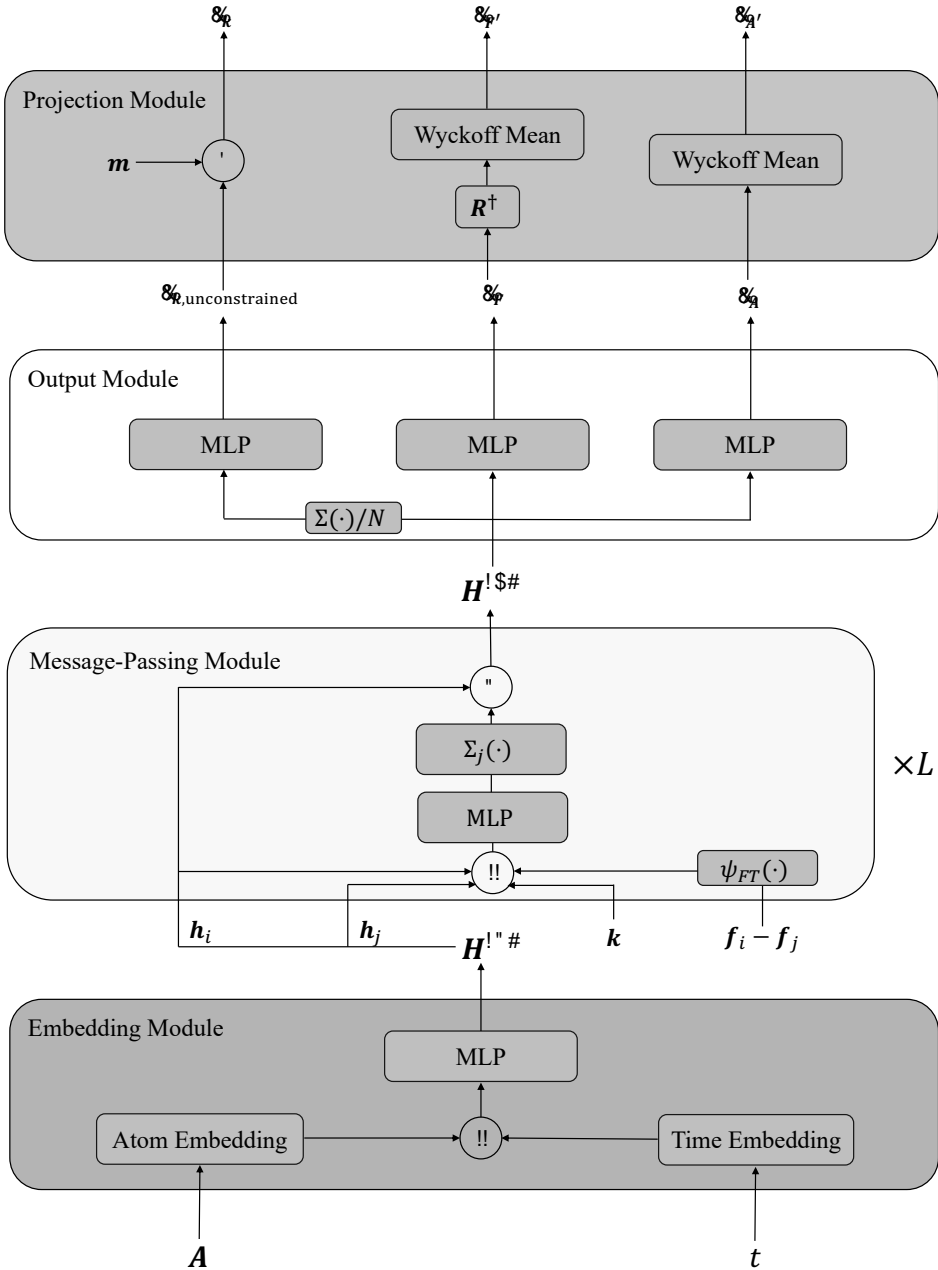 &%k &%F′ &%A′
Projection Module
m ' Wyckoff Mean Wyckoff Mean
R†
&%k,unconstrained &%F &%A
Output Module
MLP MLP MLP
Σ(·)/N
H!$#
Message-Passing Module
"
Σj(·)
×L
MLP
!! ψFT(·)
hi hj H!"# k fi − fj
Embedding Module
MLP
Atom Embedding !! Time Embedding
A t